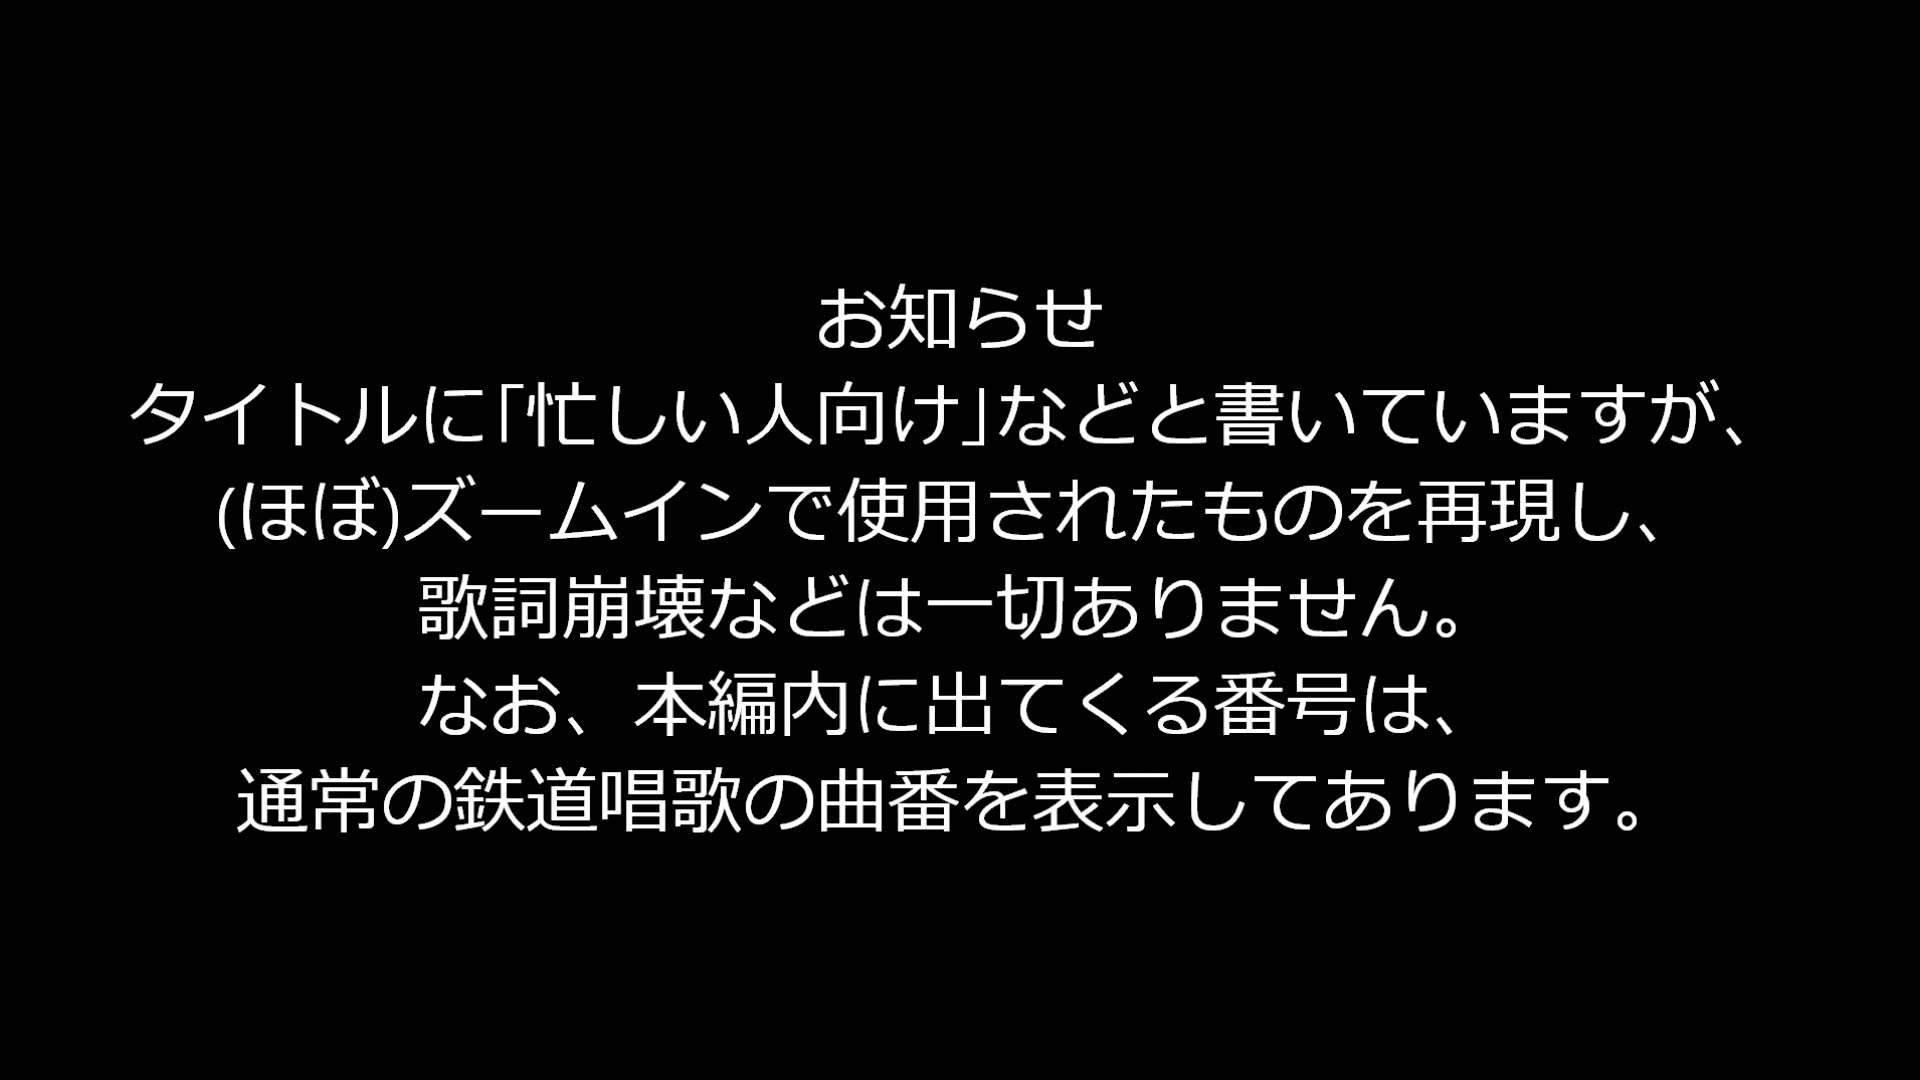 お知らせ
タイトルに｢忙しい人向け｣などと書いていますが、
(ほぼ)ズームインで使用されたものを再現し、
歌詞崩壊などは一切ありません。
なお、本編内に出てくる番号は、
通常の鉄道唱歌の曲番を表示してあります。